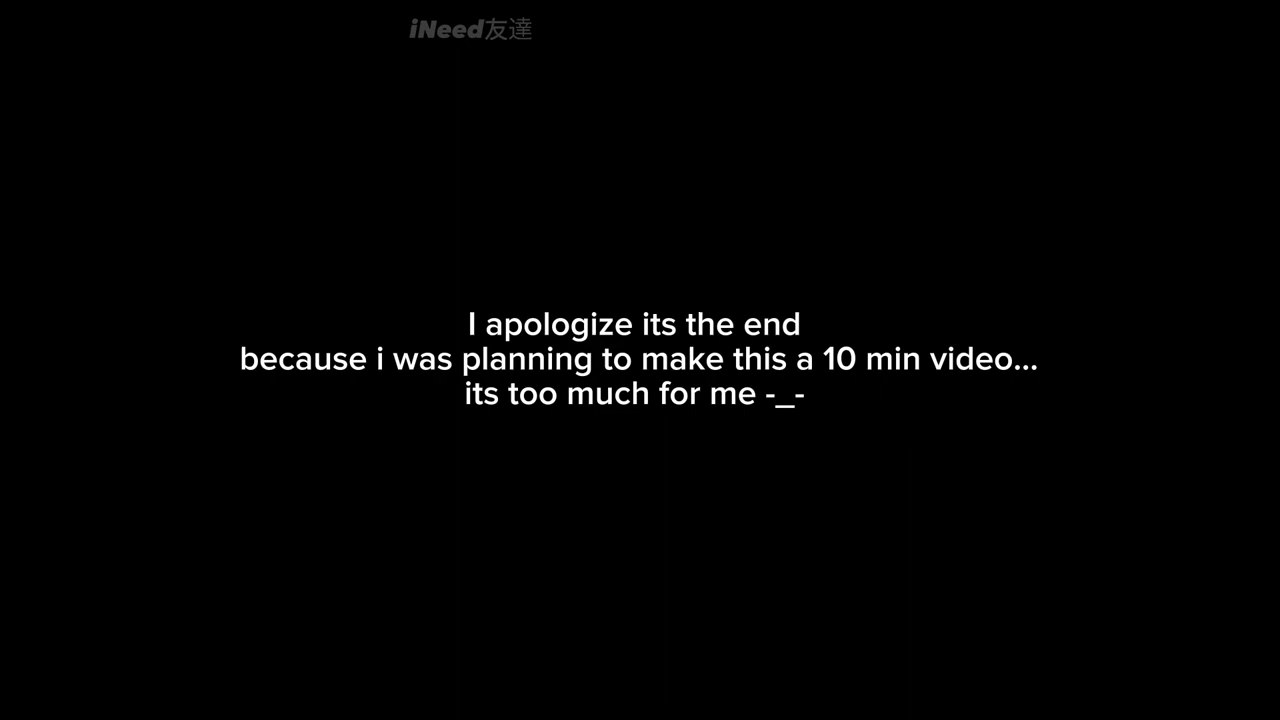 iNeed友達
I apologize its the end
because i was planning to make this a 10 min video...
its too much for me -_-